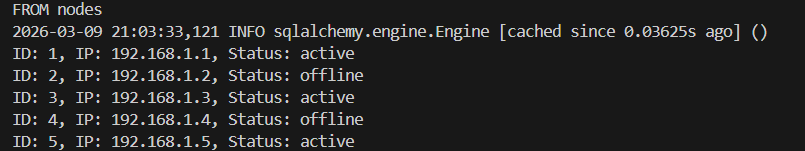 FROM nodes
2026-03-09 21:03:33,121 INFO sqlalchemy.engine.Engine [cached since 0.03625s ago] ()
ID: 1, IP: 192.168.1.1, Status: active
ID: 2, IP: 192.168.1.2, Status: offline
ID: 3, IP: 192.168.1.3, Status: active
ID: 4, IP: 192.168.1.4, Status: offline
ID: 5, IP: 192.168.1.5, Status: active